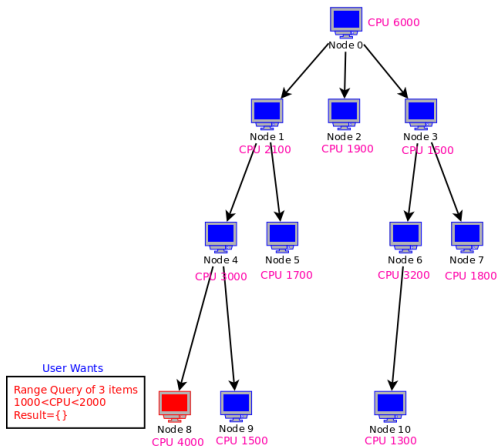 CPU 6000
Node 0
Node 1
CPU 2100
Node 2
CPU 1900
Node 3
CPU 1500
Node 4
CPU 3000
Node 5
CPU 1700
Node 6
CPU 3200
Node 7
CPU 1800
User Wants
Range Query of 3 items
1000<CPU<2000
Result={}
Node 8
CPU 4000
Node 9
CPU 1500
Node 10
CPU 1300